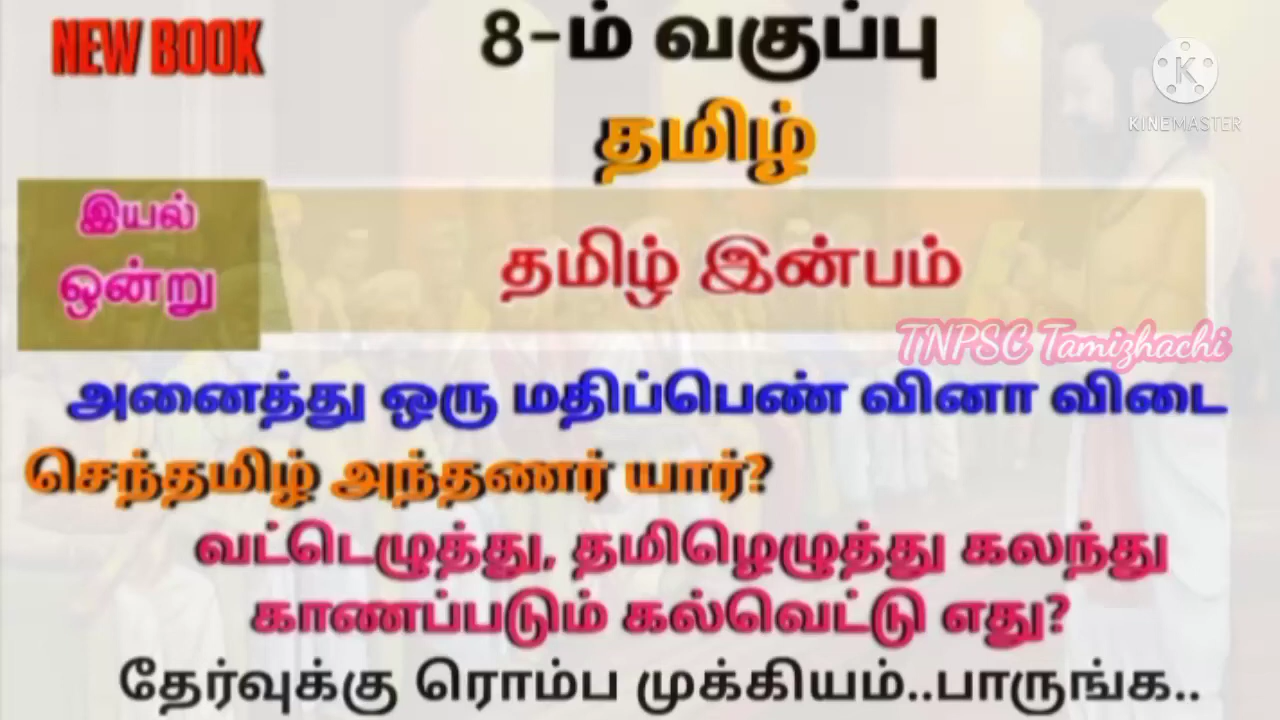 NEW BOOK
8-ம் வகுப்பு
KINEMASTER
தமிழ்
இயல்
ஒன்று
தமிழ் இன்பம்
TNPSC Tamizhachi
அனைத்து ஒரு மதிப்பெண் வினா விடை
செந்தமிழ் அந்தணர் யார்?
வட்டெழுத்து, தமிழெழுத்து கலந்து
காணப்படும் கல்வெட்டு எது?
தேர்வுக்கு ரொம்ப முக்கியம்..பாருங்க..